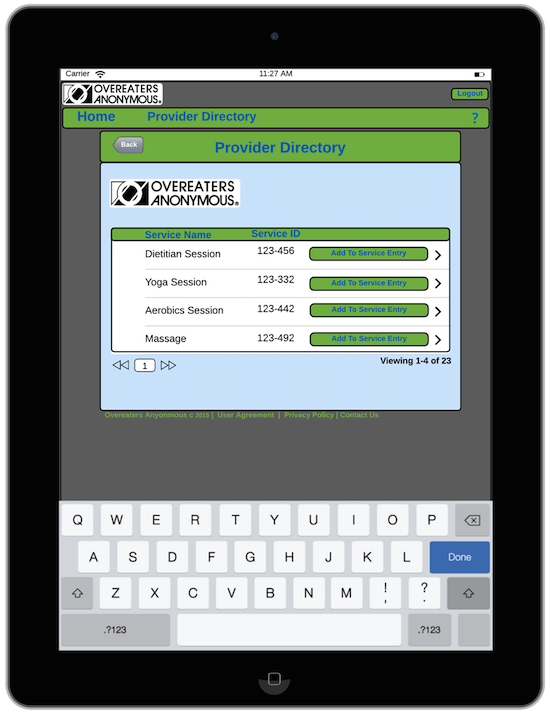 Carrier 11:27 AM
OVEREATERS
ANONYMOUS®
Logout
Home Provider Directory ?
Back Provider Directory
OVEREATERS
ANONYMOUS®
Service Name Service ID
Dietitian Session 123-456 Add To Service Entry
Yoga Session 123-332 Add To Service Entry
Aerobics Session 123-442 Add To Service Entry
Massage 123-492 Add To Service Entry
1 Viewing 1-4 of 23
Overeaters Anyonmous c 2015 | User Agreement | Privacy Policy | Contact Us
Q W E R T Y U I O P
A S D F G H J K L Done
Z X C V B N M ! , ? .
.?123 .?123